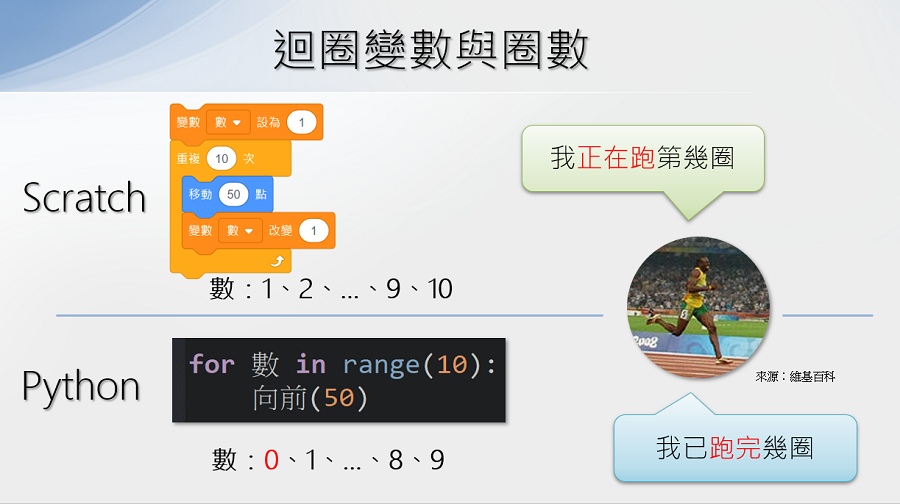 迴圈變數與圈數
Scratch
變數 數 設為 1
重複 10 次
移動 50 點
變數 數 改變 1
數：1、2、…、9、10
我正在跑第幾圈
2008
來源：維基百科
Python
for 數 in range(10):
向前(50)
數：0、1、…、8、9
我已跑完幾圈